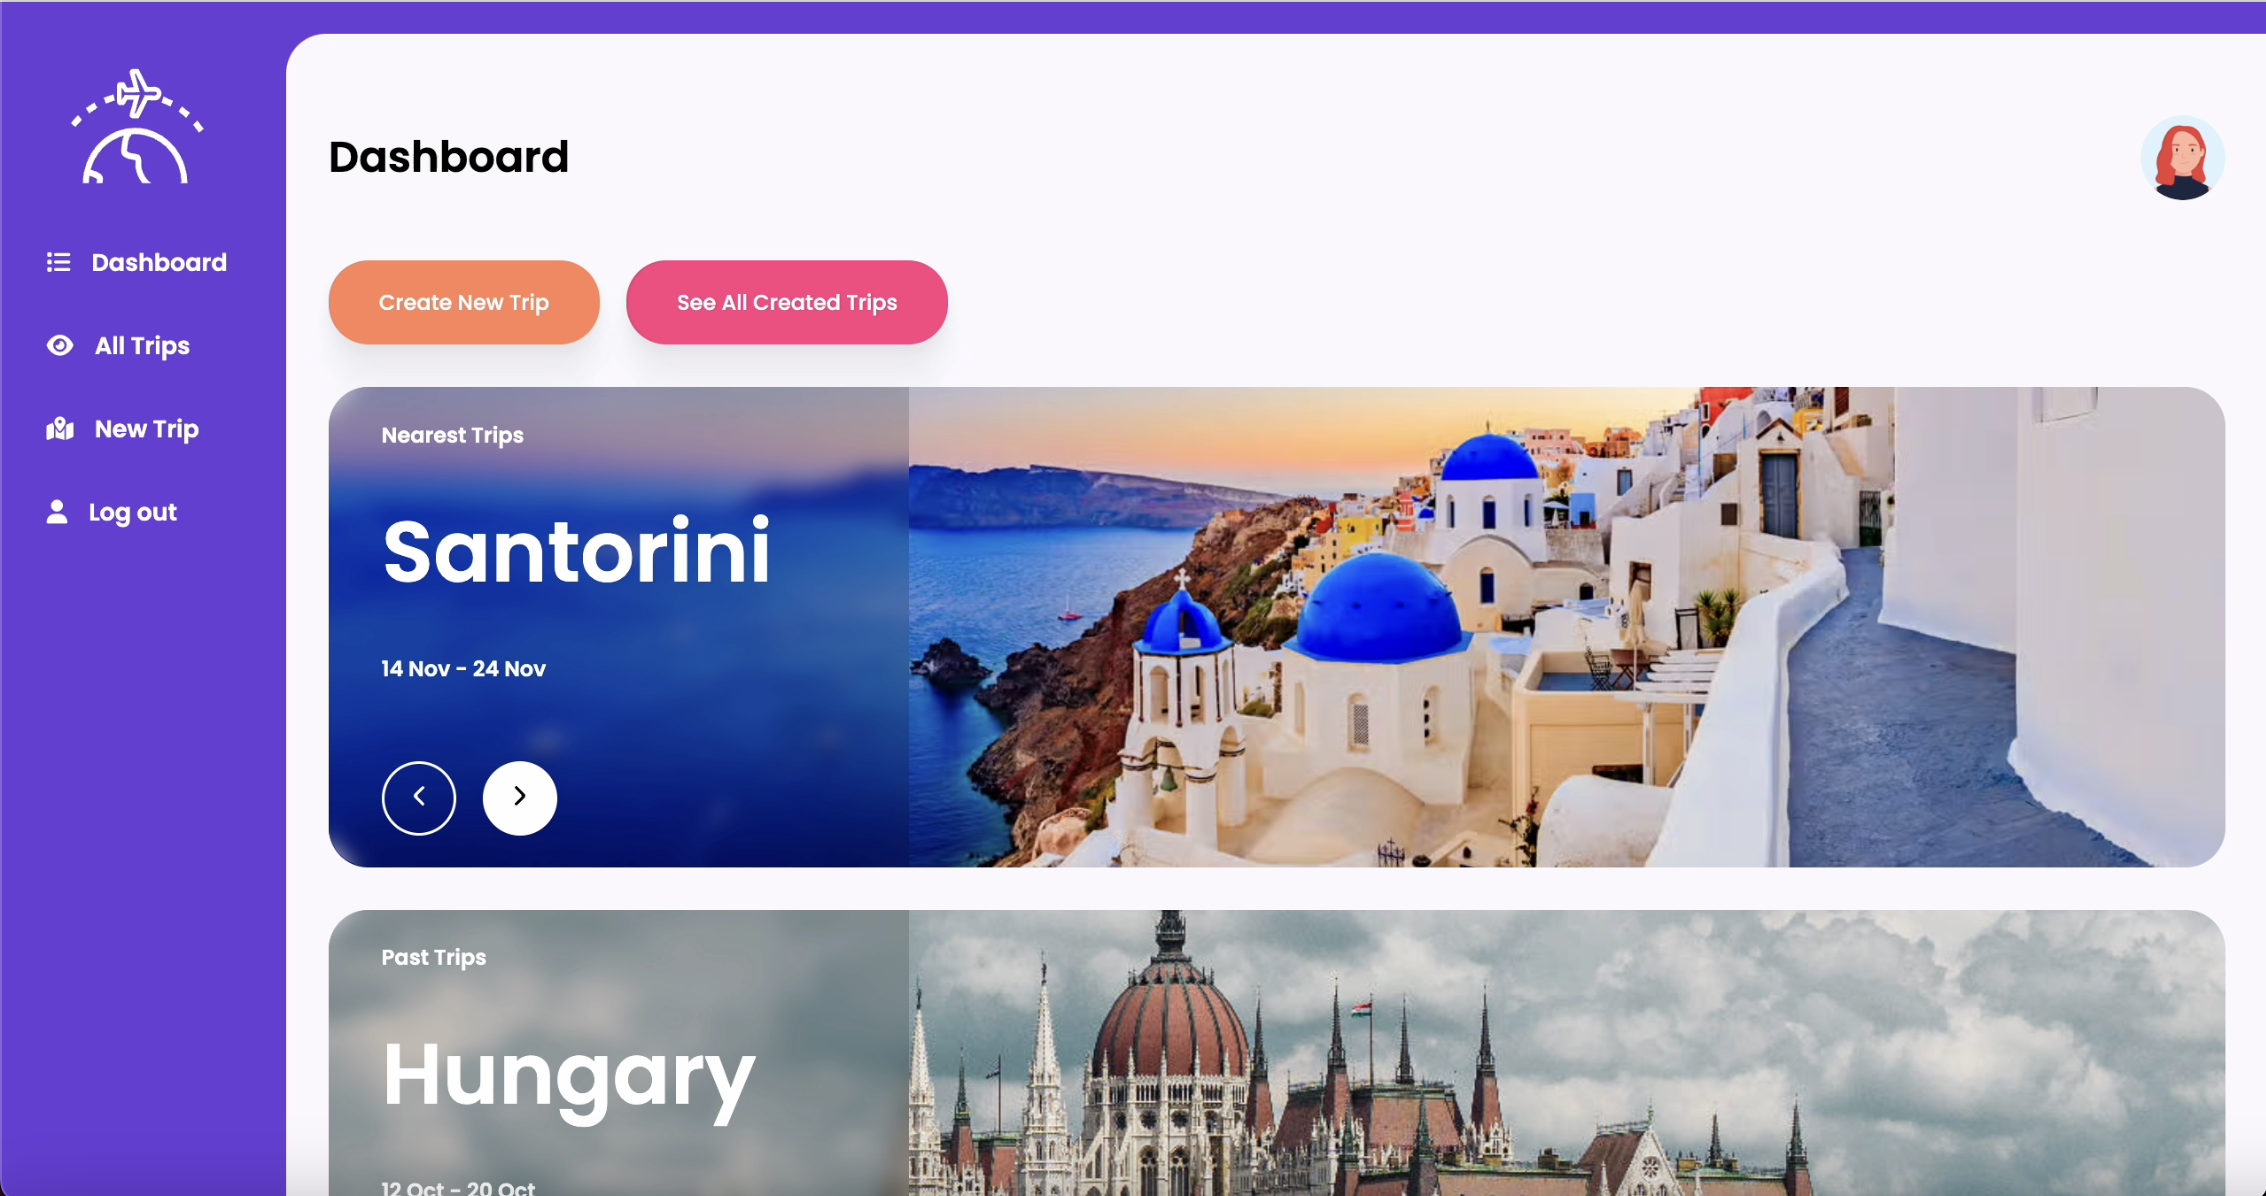 Dashboard
All Trips
New Trip
Log out
Dashboard
Create New Trip
See All Created Trips
Nearest Trips
Santorini
14 Nov - 24 Nov
Past Trips
Hungary
12 Oct - 20 Oct